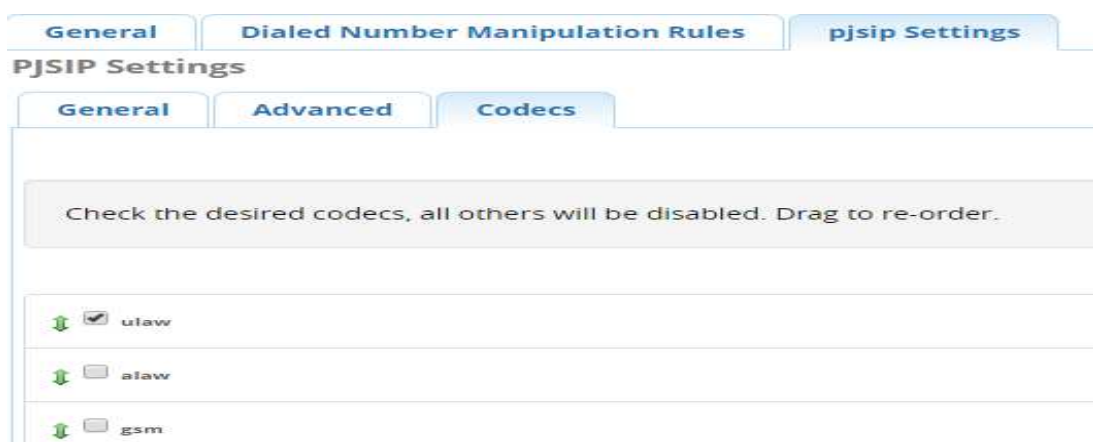 General Dialed Number Manipulation Rules pjsip Settings
PJSIP Settings
General Advanced Codecs
Check the desired codecs, all others will be disabled. Drag to re-order.
ulaw
alaw
gsm